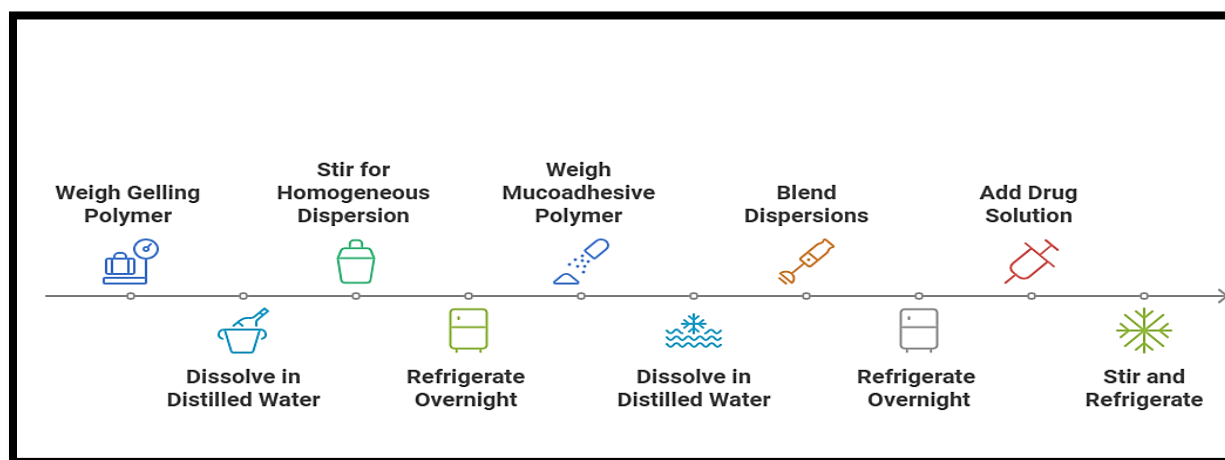 Weigh Gelling
Polymer
Dissolve in
Distilled Water
Stir for
Homogeneous
Dispersion
Refrigerate
Overnight
Weigh
Mucoadhesive
Polymer
Dissolve in
Distilled Water
Blend
Dispersions
Refrigerate
Overnight
Add Drug
Solution
Stir and
Refrigerate